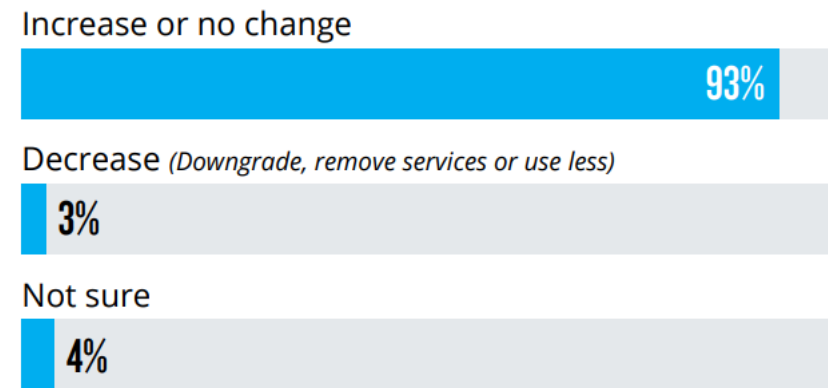 Increase or no change
93%
Decrease (Downgrade, remove services or use less)
3%
Not sure
4%